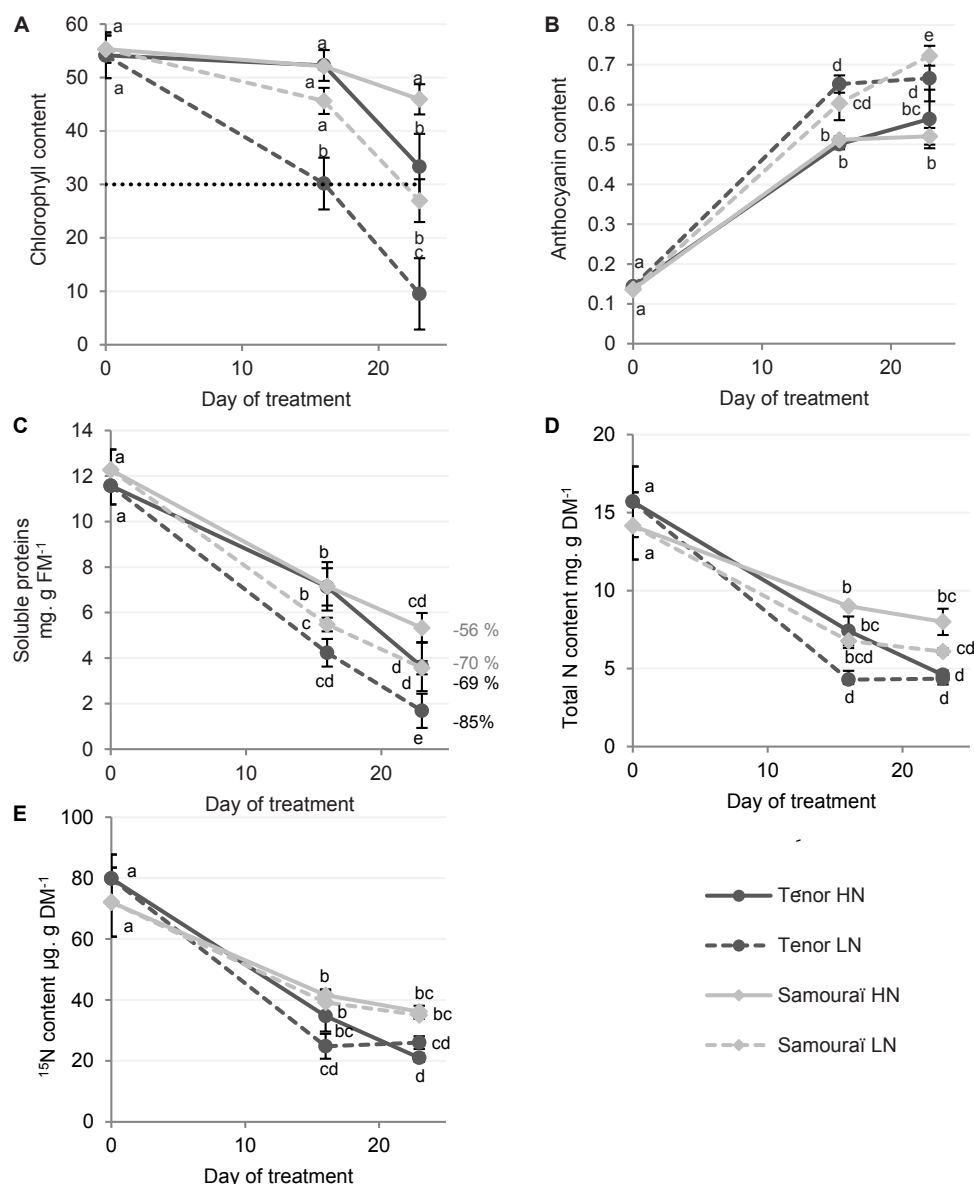 A
60
50
40
30
20
10
0
Chlorophyll content
a
a
a
a
a
b
a
b
b
c
0 10 20
Day of treatment
B
0.8
0.7
0.6
0.5
0.4
0.3
0.2
0.1
0
Anthocyanin content
a
a
d
cd
b
b
e
d
bc
b
0 10 20
Day of treatment
C
14
12
10
8
6
4
2
0
Soluble proteins
mg. g FM⁻¹
a
a
b
b
c
cd
cd
d
d
e
-56 %
-70 %
-69 %
-85%
0 10 20
Day of treatment
D
20
15
10
5
0
Total N content mg. g DM⁻¹
a
a
b
bc
bcd
d
b
cd
d
d
0 10 20
Day of treatment
E
100
80
60
40
20
0
¹⁵N content µg. g DM⁻¹
a
a
b
b
bc
cd
bc
bc
cd
d
0 10 20
Day of treatment
Tenor HN
Tenor LN
Samouraï HN
Samouraï LN